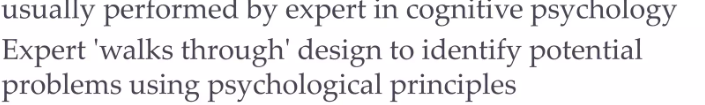 usually performed by expert in cognitive psychology
Expert 'walks through' design to identify potential
problems using psychological principles